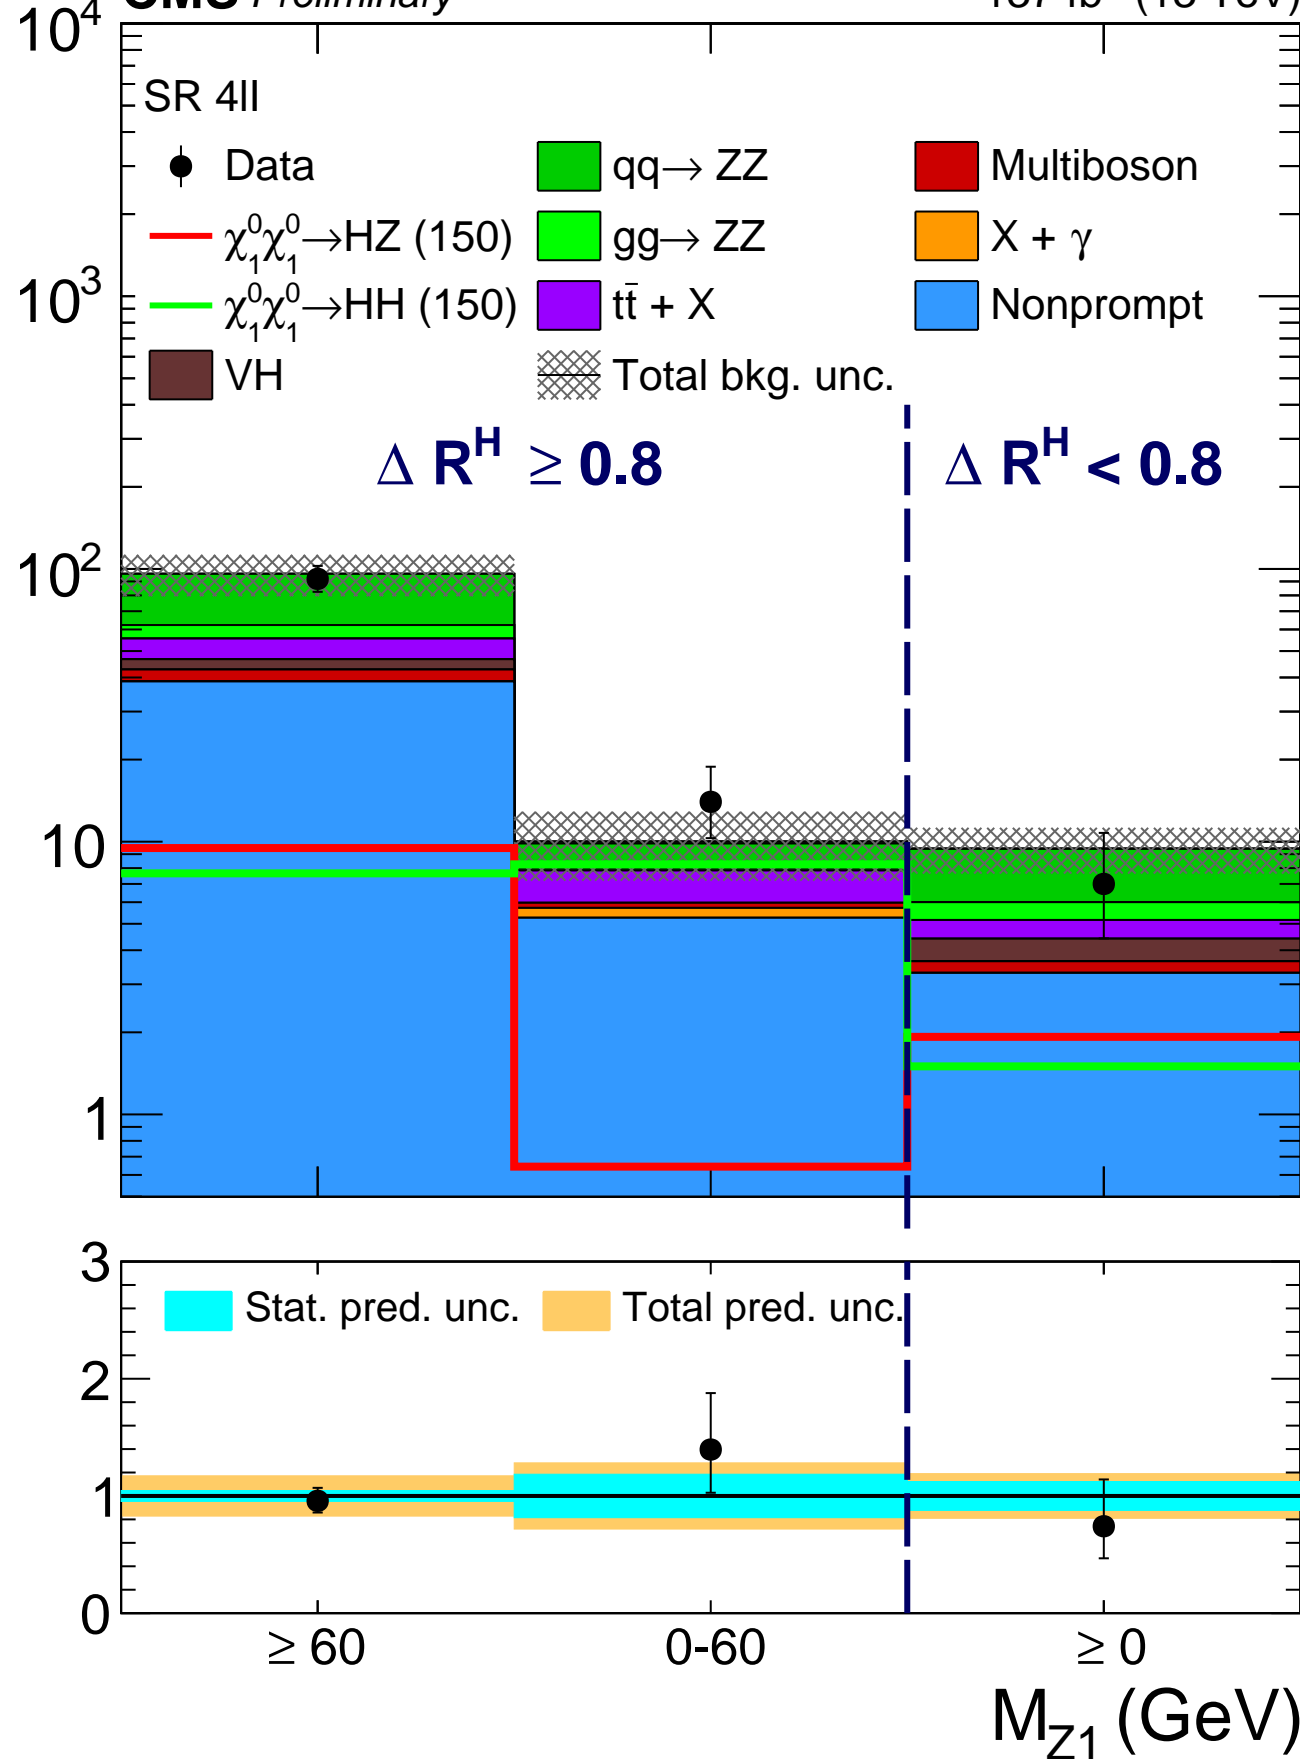 Preliminary
SR 4ll
Data
qq→ ZZ
Multiboson
χ₁⁰χ₁⁰→HZ (150)
gg→ ZZ
X + γ
χ₁⁰χ₁⁰→HH (150)
tt̄ + X
Nonprompt
VH
Total bkg. unc.
Δ R^H ≥ 0.8
Δ R^H < 0.8
10⁴
10³
10²
10
1
Stat. pred. unc.
Total pred. unc.
3
2
1
0
≥ 60
0-60
≥ 0
M_Z1 (GeV)